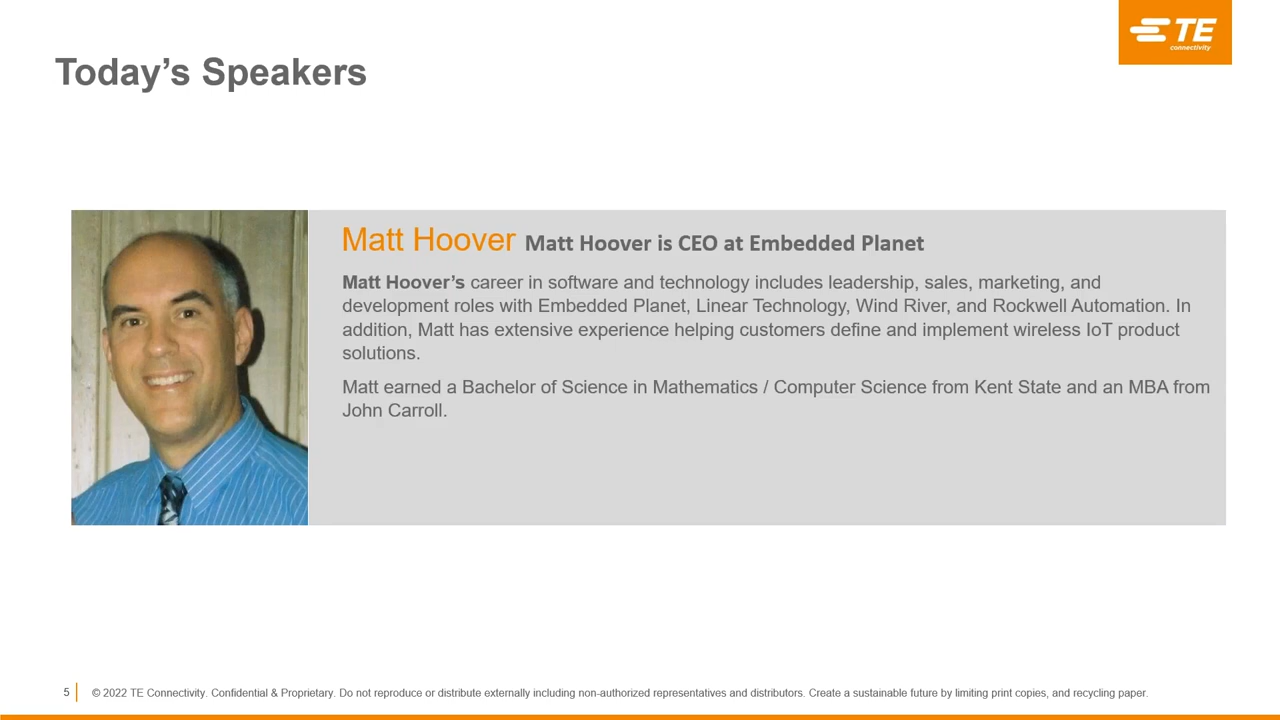 TE
connectivity
Today's Speakers
Matt Hoover Matt Hoover is CEO at Embedded Planet
Matt Hoover's career in software and technology includes leadership, sales, marketing, and
development roles with Embedded Planet, Linear Technology, Wind River, and Rockwell Automation. In
addition, Matt has extensive experience helping customers define and implement wireless IoT product
solutions.
Matt earned a Bachelor of Science in Mathematics / Computer Science from Kent State and an MBA from
John Carroll.
5 © 2022 TE Connectivity. Confidential & Proprietary. Do not reproduce or distribute externally including non-authorized representatives and distributors. Create a sustainable future by limiting print copies, and recycling paper.